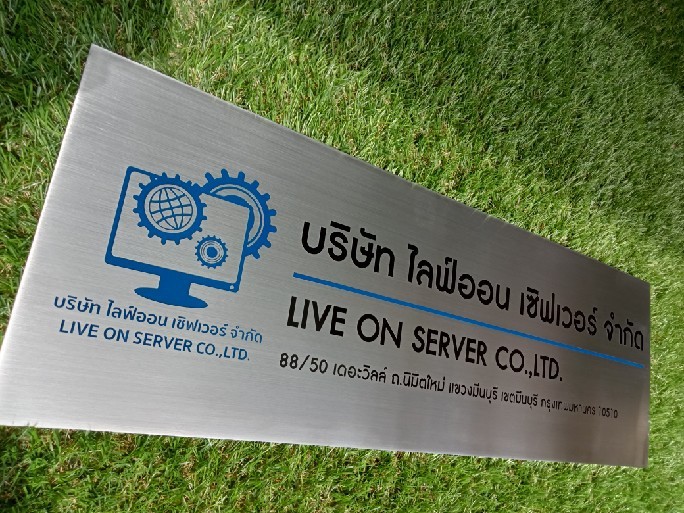 บริษัท ไลฟ์ออน เซิฟเวอร์ จำกัด
LIVE ON SERVER CO.,LTD.
บริษัท ไลฟ์ออน เซิฟเวอร์ จำกัด
LIVE ON SERVER CO.,LTD.
88/50 เดอะวิลล์ ถ.นิมิตใหม่ แขวงมีนบุรี เขตมีนบุรี กรุงเทพมหานคร 10510